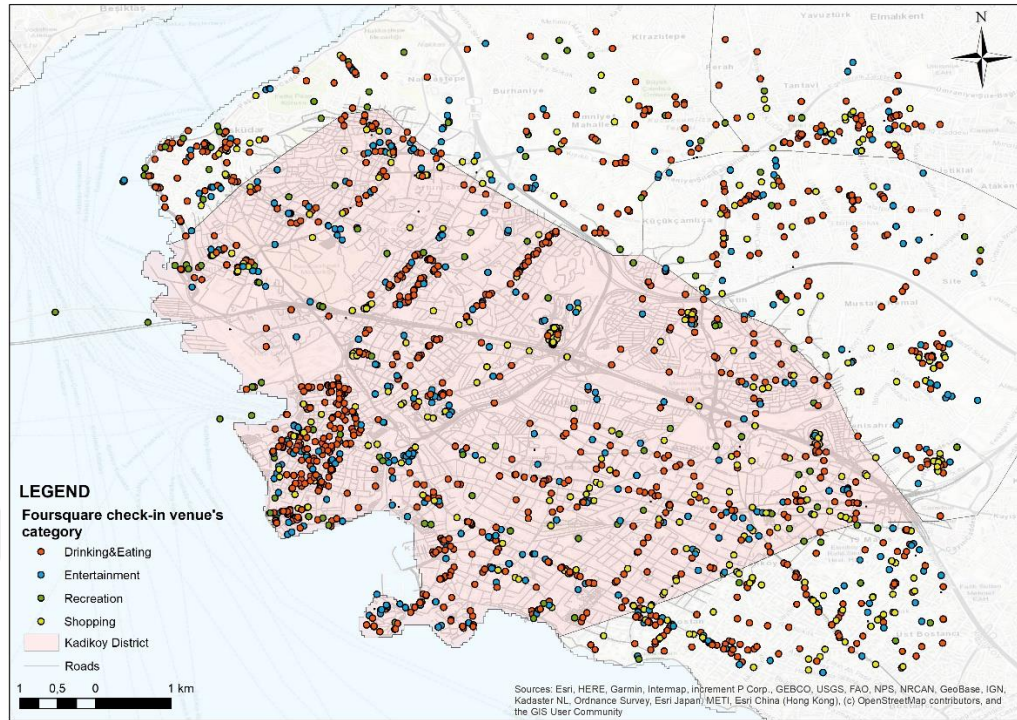 Beşiktaş
Yavuztürk
Elmalıkent
Kirazlıtepe
N
Burhaniye
Tantavi
Küçükçamlıca
Site
LEGEND
Foursquare check-in venue's
category
Drinking&Eating
Entertainment
Recreation
Shopping
Kadikoy District
Roads
1 0,5 0 1 km
Sources: Esri, HERE, Garmin, Intermap, increment P Corp., GEBCO, USGS, FAO, NPS, NRCAN, GeoBase, IGN,
Kadaster NL, Ordnance Survey, Esri Japan, METI, Esri China (Hong Kong), (c) OpenStreetMap contributors, and
the GIS User Community